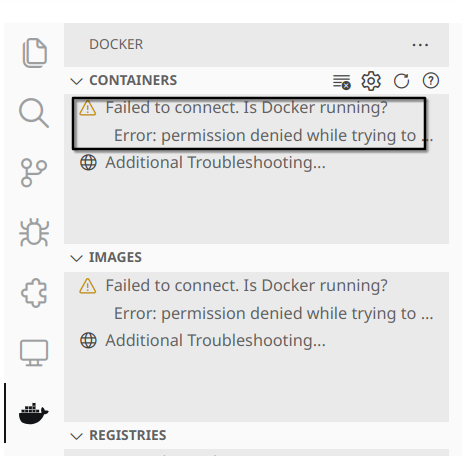 DOCKER
CONTAINERS
Failed to connect. Is Docker running?
Error: permission denied while trying to ...
Additional Troubleshooting...
IMAGES
Failed to connect. Is Docker running?
Error: permission denied while trying to ...
Additional Troubleshooting...
REGISTRIES